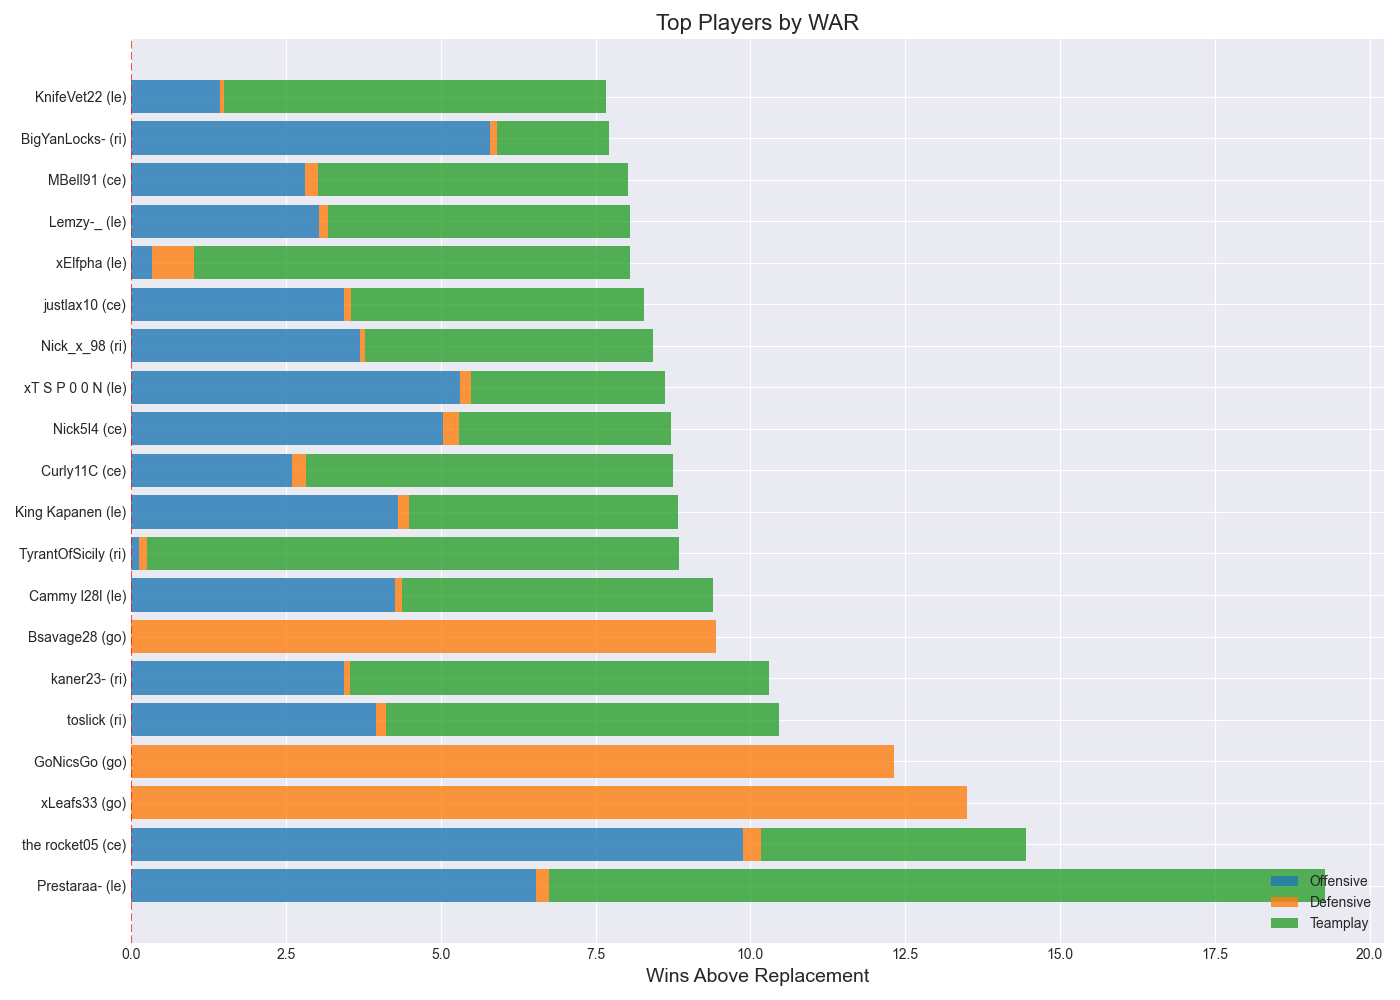 Top Players by WAR
KnifeVet22 (le)
BigYanLocks- (ri)
MBell91 (ce)
Lemzy-_ (le)
xElfpha (le)
justlax10 (ce)
Nick_x_98 (ri)
xT S P 0 0 N (le)
Nick5l4 (ce)
Curly11C (ce)
King Kapanen (le)
TyrantOfSicily (ri)
Cammy l28l (le)
Bsavage28 (go)
kaner23- (ri)
toslick (ri)
GoNicsGo (go)
xLeafs33 (go)
the rocket05 (ce)
Prestaraa- (le)
Offensive
Defensive
Teamplay
0.0 2.5 5.0 7.5 10.0 12.5 15.0 17.5 20.0
Wins Above Replacement